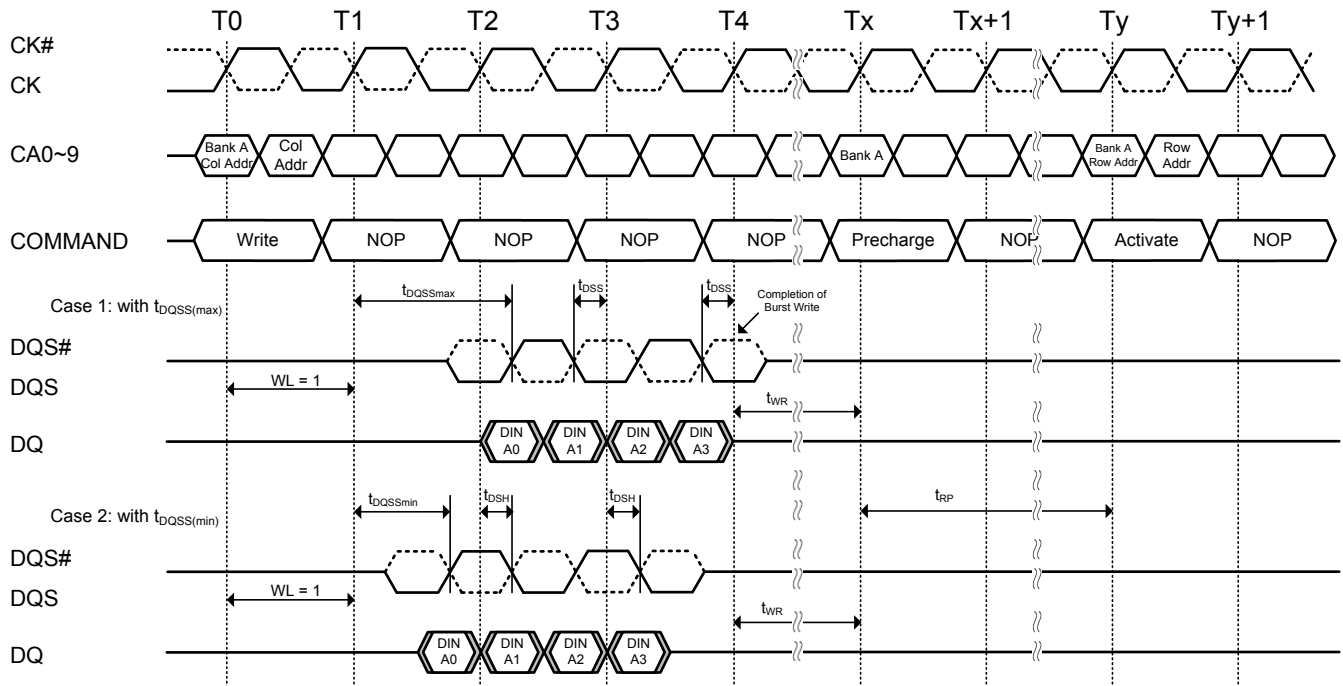 T0 T1 T2 T3 T4 Tx Tx+1 Ty Ty+1
CK#
CK
CA0~9
Bank A Col Addr
Col Addr
Bank A
Bank A Row Addr
Row Addr
COMMAND
Write NOP NOP NOP NOP Precharge NOP Activate NOP
Case 1: with tDQSS(max)
tDQSSmax
tDSS
tDSS
Completion of
Burst Write
DQS#
DQS
WL = 1
tWR
DQ
DIN A0
DIN A1
DIN A2
DIN A3
Case 2: with tDQSS(min)
tDQSSmin
tDSH
tDSH
tRP
DQS#
DQS
WL = 1
tWR
DQ
DIN A0
DIN A1
DIN A2
DIN A3